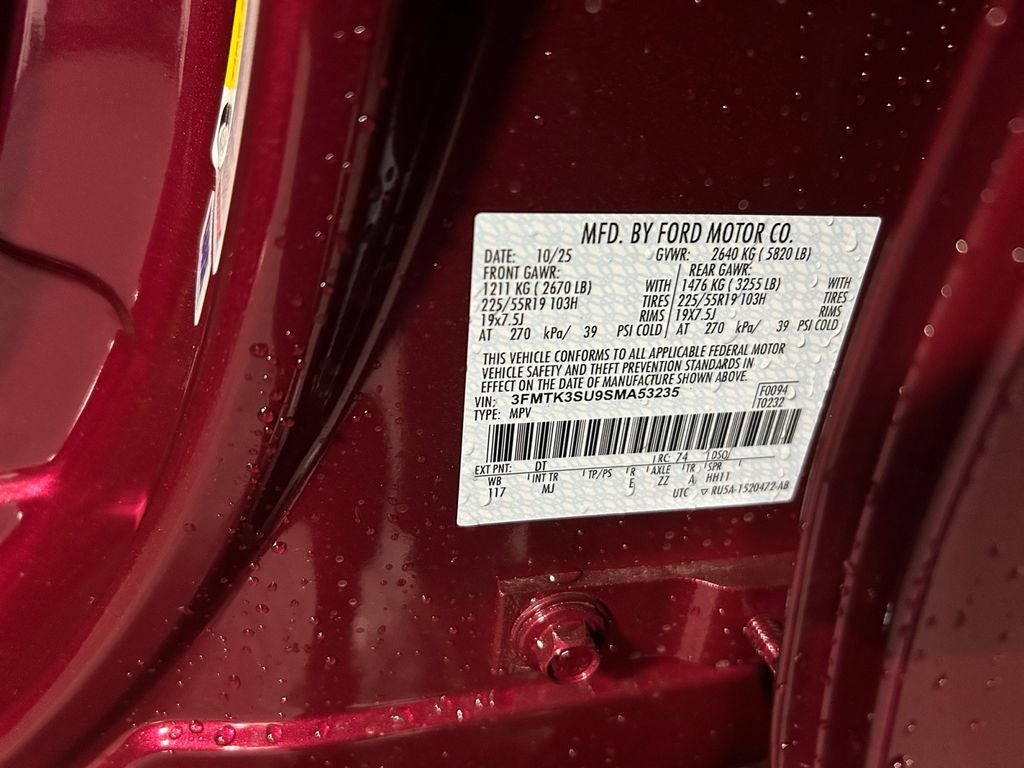 MFD. BY FORD MOTOR CO.
DATE: 10/25 GVWR: 2640 KG ( 5820 LB)
FRONT GAWR: REAR GAWR:
1211 KG ( 2670 LB) WITH 1476 KG ( 3255 LB) WITH
225/55R19 103H TIRES 225/55R19 103H TIRES
19x7.5J RIMS 19X7.5J RIMS
AT 270 kPa/ 39 PSI COLD AT 270 kPa/ 39 PSI COLD
THIS VEHICLE CONFORMS TO ALL APPLICABLE FEDERAL MOTOR
VEHICLE SAFETY AND THEFT PREVENTION STANDARDS IN
EFFECT ON THE DATE OF MANUFACTURE SHOWN ABOVE.
VIN: 3FMTK3SU9SMA53235 F0094
TYPE: MPV T0232
EXT PNT: DT RC: 74 DSO:
WB INT TR TP/PS R AXLE TR SPR
117 MJ E ZZ A HH11
UTC ▽ RU5A-1520472-AB